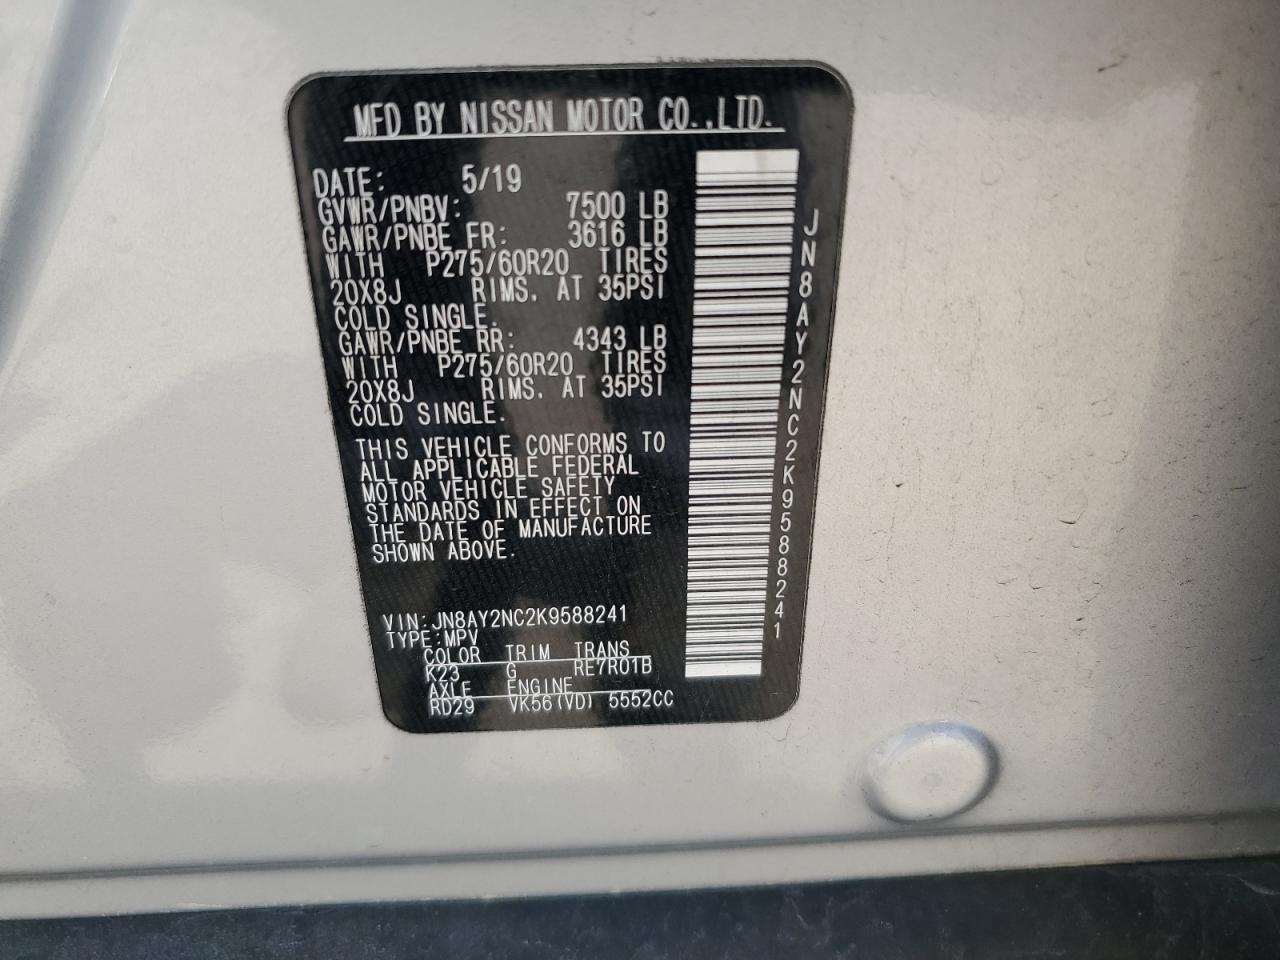 MFD BY NISSAN MOTOR CO.,LTD.
DATE: 5/19
GVWR/PNBV: 7500 LB
GAWR/PNBE FR: 3616 LB
WITH P275/60R20 TIRES
20X8J RIMS. AT 35PSI
COLD SINGLE.
GAWR/PNBE RR: 4343 LB
WITH P275/60R20 TIRES
20X8J RIMS. AT 35PSI
COLD SINGLE.
THIS VEHICLE CONFORMS TO
ALL APPLICABLE FEDERAL
MOTOR VEHICLE SAFETY
STANDARDS IN EFFECT ON
THE DATE OF MANUFACTURE
SHOWN ABOVE.
VIN: JN8AY2NC2K9588241
TYPE: MPV
COLOR TRIM TRANS
K23 G RE7R01B
AXLE ENGINE
RD29 VK56(VD) 5552CC
JN8AY2NC2K9588241